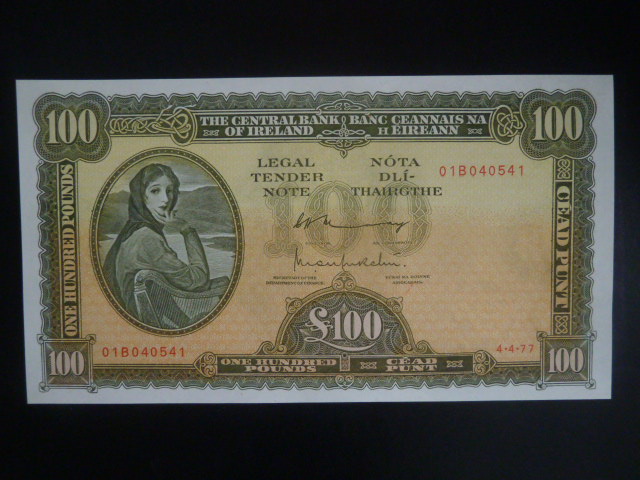 100
THE CENTRAL BANK
OF IRELAND
BANC CEANNAIS NA
H ÉIREANN
100
LEGAL
TENDER
NOTE
NÓTA
DLÍ-
THAIRGTHE
01B040541
100
ONE HUNDRED POUNDS
CÉAD PUNT
£100
01B040541
4·4·77
100
ONE HUNDRED
POUNDS
CÉAD
PUNT
100